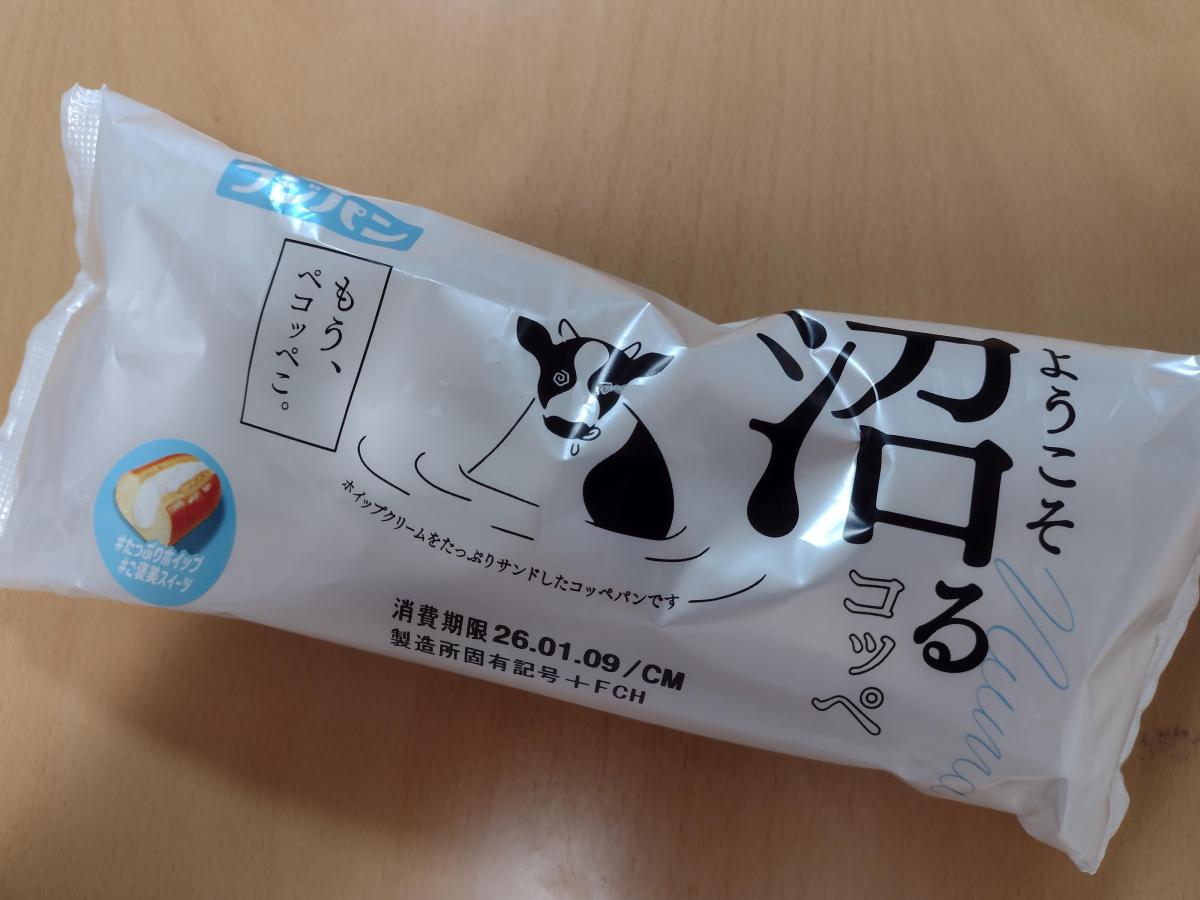 フジパン
ようこそ
沼る
コッペ
Numa
もう、
ペコッペこ。
ホイップクリームをたっぷりサンドしたコッペパンです
#たっぷりホイップ
#ご褒美スイーツ
消費期限26.01.09/CM
製造所固有記号+FCH